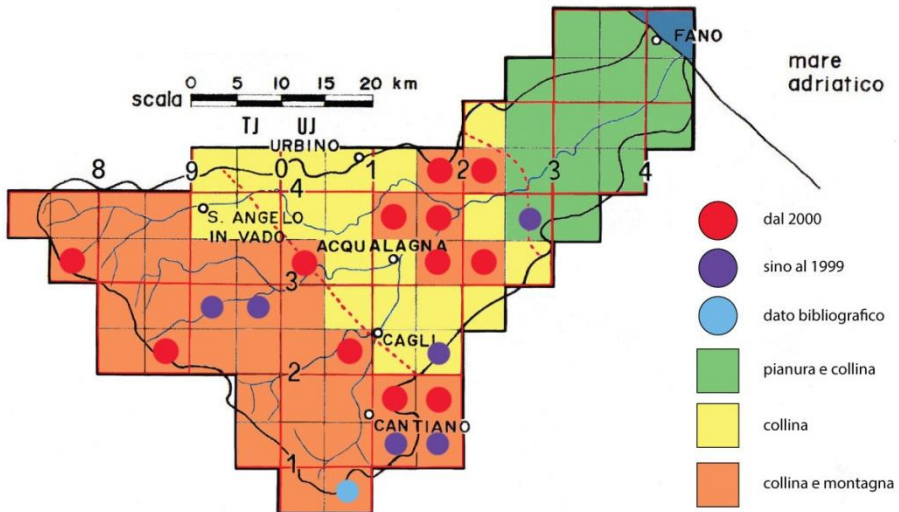 FANO
mare
adriatico
0 5 10 15 20 km
scala
TJ UJ
URBINO
8 9 0 1 2 3 4
4
S. ANGELO
IN VADO
ACQUALAGNA
3
CAGLI
2
CANTIANO
1
dal 2000
sino al 1999
dato bibliografico
pianura e collina
collina
collina e montagna